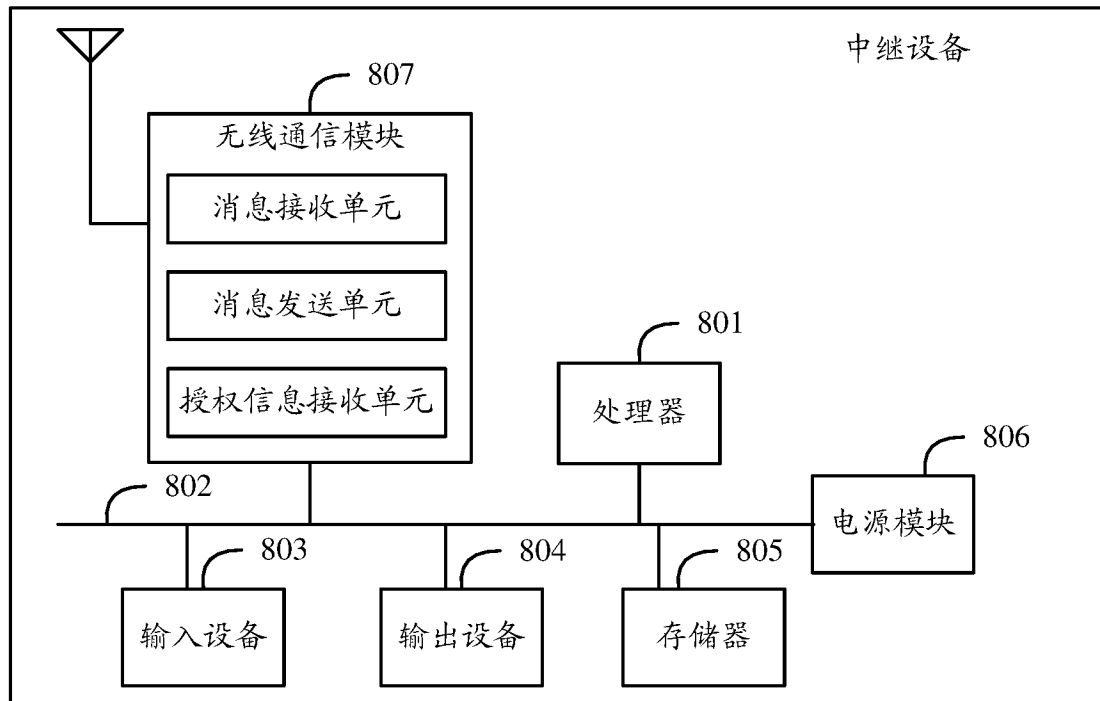 中继设备
807
无线通信模块
消息接收单元
消息发送单元
授权信息接收单元
801
处理器
806
电源模块
802
803
输入设备
804
输出设备
805
存储器